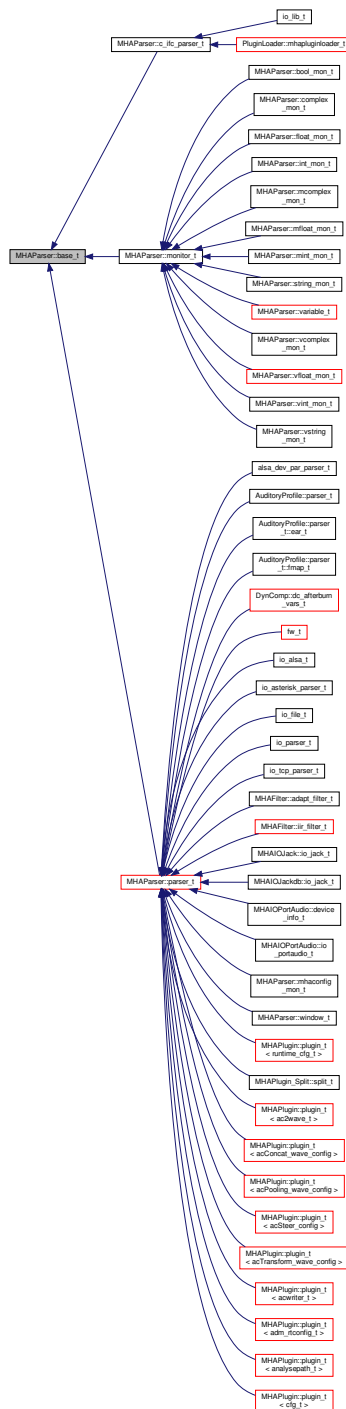 io_lib_t
MHAParser::c_ifc_parser_t
PluginLoader::mhapluginloader_t
MHAParser::bool_mon_t
MHAParser::complex
_mon_t
MHAParser::float_mon_t
MHAParser::int_mon_t
MHAParser::mcomplex
_mon_t
MHAParser::mfloat_mon_t
MHAParser::base_t
MHAParser::monitor_t
MHAParser::mint_mon_t
MHAParser::string_mon_t
MHAParser::variable_t
MHAParser::vcomplex
_mon_t
MHAParser::vfloat_mon_t
MHAParser::vint_mon_t
MHAParser::vstring
_mon_t
alsa_dev_par_parser_t
AuditoryProfile::parser_t
AuditoryProfile::parser
_t::ear_t
AuditoryProfile::parser
_t::fmap_t
DynComp::dc_afterburn
_vars_t
fw_t
io_alsa_t
io_asterisk_parser_t
io_file_t
io_parser_t
io_tcp_parser_t
MHAFilter::adapt_filter_t
MHAFilter::iir_filter_t
MHAIOJack::io_jack_t
MHAParser::parser_t
MHAIOJackdb::io_jack_t
MHAIOPortAudio::device
_info_t
MHAIOPortAudio::io
_portaudio_t
MHAParser::mhaconfig
_mon_t
MHAParser::window_t
MHAPlugin::plugin_t
< runtime_cfg_t >
MHAPlugin_Split::split_t
MHAPlugin::plugin_t
< ac2wave_t >
MHAPlugin::plugin_t
< acConcat_wave_config >
MHAPlugin::plugin_t
< acPooling_wave_config >
MHAPlugin::plugin_t
< acSteer_config >
MHAPlugin::plugin_t
< acTransform_wave_config >
MHAPlugin::plugin_t
< acwriter_t >
MHAPlugin::plugin_t
< adm_rtconfig_t >
MHAPlugin::plugin_t
< analysepath_t >
MHAPlugin::plugin_t
< cfg_t >